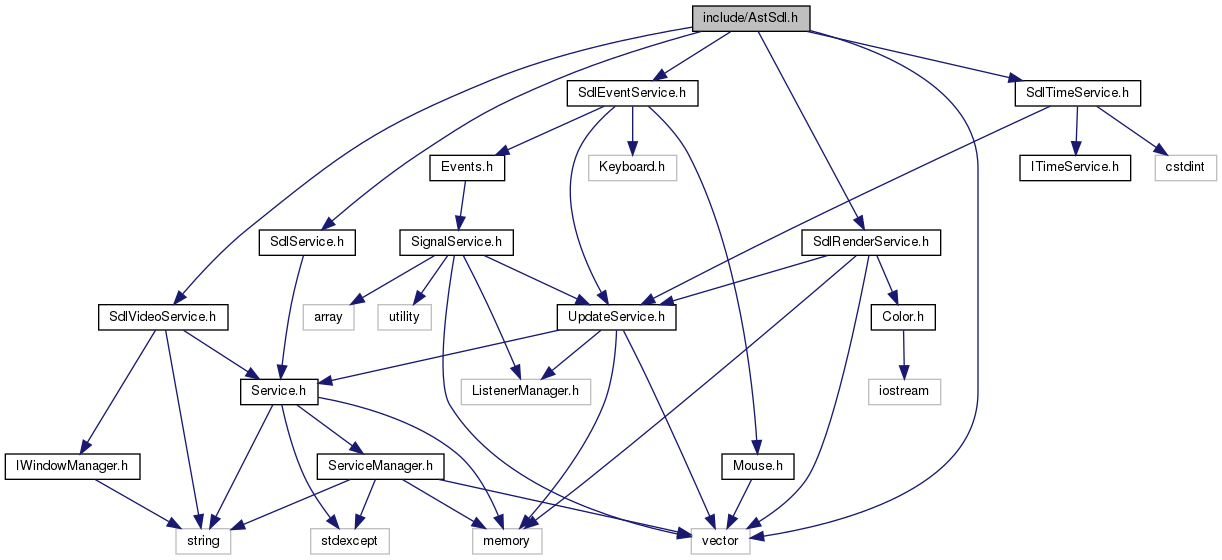 include/AstSdl.h
SdlEventService.h
SdlTimeService.h
Events.h
Keyboard.h
ITimeService.h
cstdint
SdlService.h
SignalService.h
SdlRenderService.h
SdlVideoService.h
array
utility
UpdateService.h
Color.h
Service.h
ListenerManager.h
iostream
IWindowManager.h
ServiceManager.h
Mouse.h
string
stdexcept
memory
vector